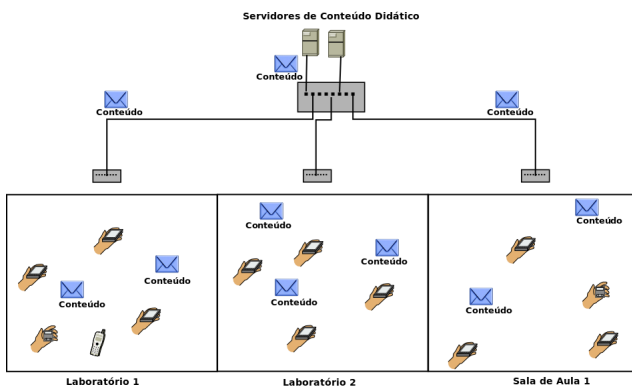 Servidores de Conteúdo Didático
Conteúdo
Conteúdo
Conteúdo
Conteúdo
Conteúdo
Conteúdo
Conteúdo
Conteúdo
Conteúdo
Conteúdo
Laboratório 1
Laboratório 2
Sala de Aula 1